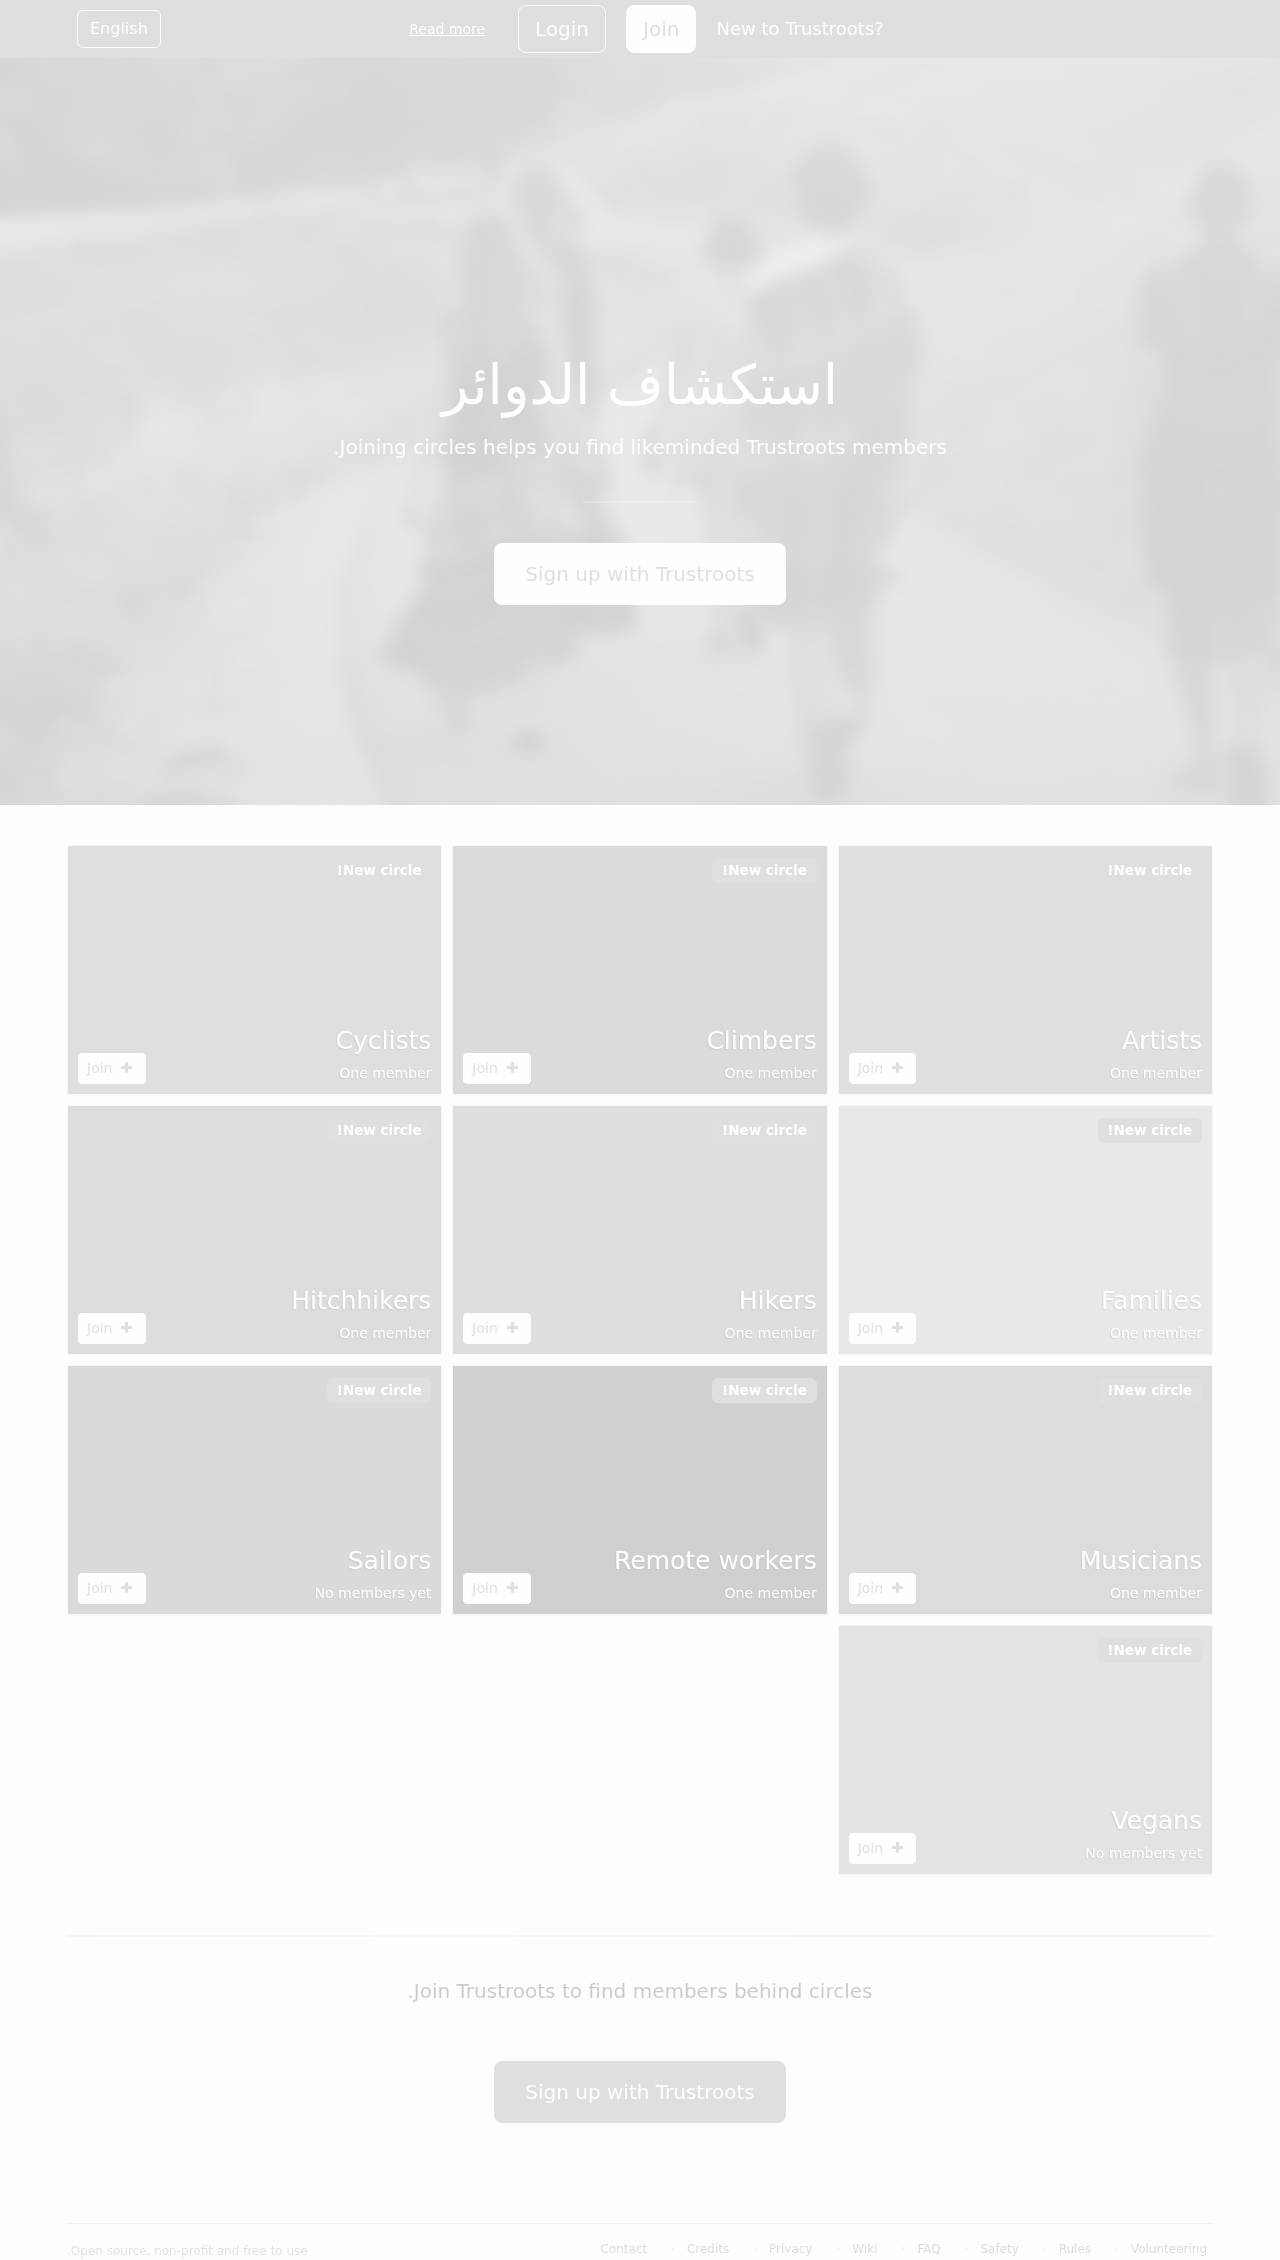 New to Trustroots? Join Login Read more English
استكشاف الدوائر
.Joining circles helps you find likeminded Trustroots members
Sign up with Trustroots
!New circle
Artists
One member
Join
!New circle
Climbers
One member
Join
!New circle
Cyclists
One member
Join
!New circle
Families
One member
Join
!New circle
Hikers
One member
Join
!New circle
Hitchhikers
One member
Join
!New circle
Musicians
One member
Join
!New circle
Remote workers
One member
Join
!New circle
Sailors
No members yet
Join
!New circle
Vegans
No members yet
Join
.Join Trustroots to find members behind circles
Sign up with Trustroots
Volunteering · Rules · Safety · FAQ · Wiki · Privacy · Credits · Contact
.Open source, non-profit and free to use